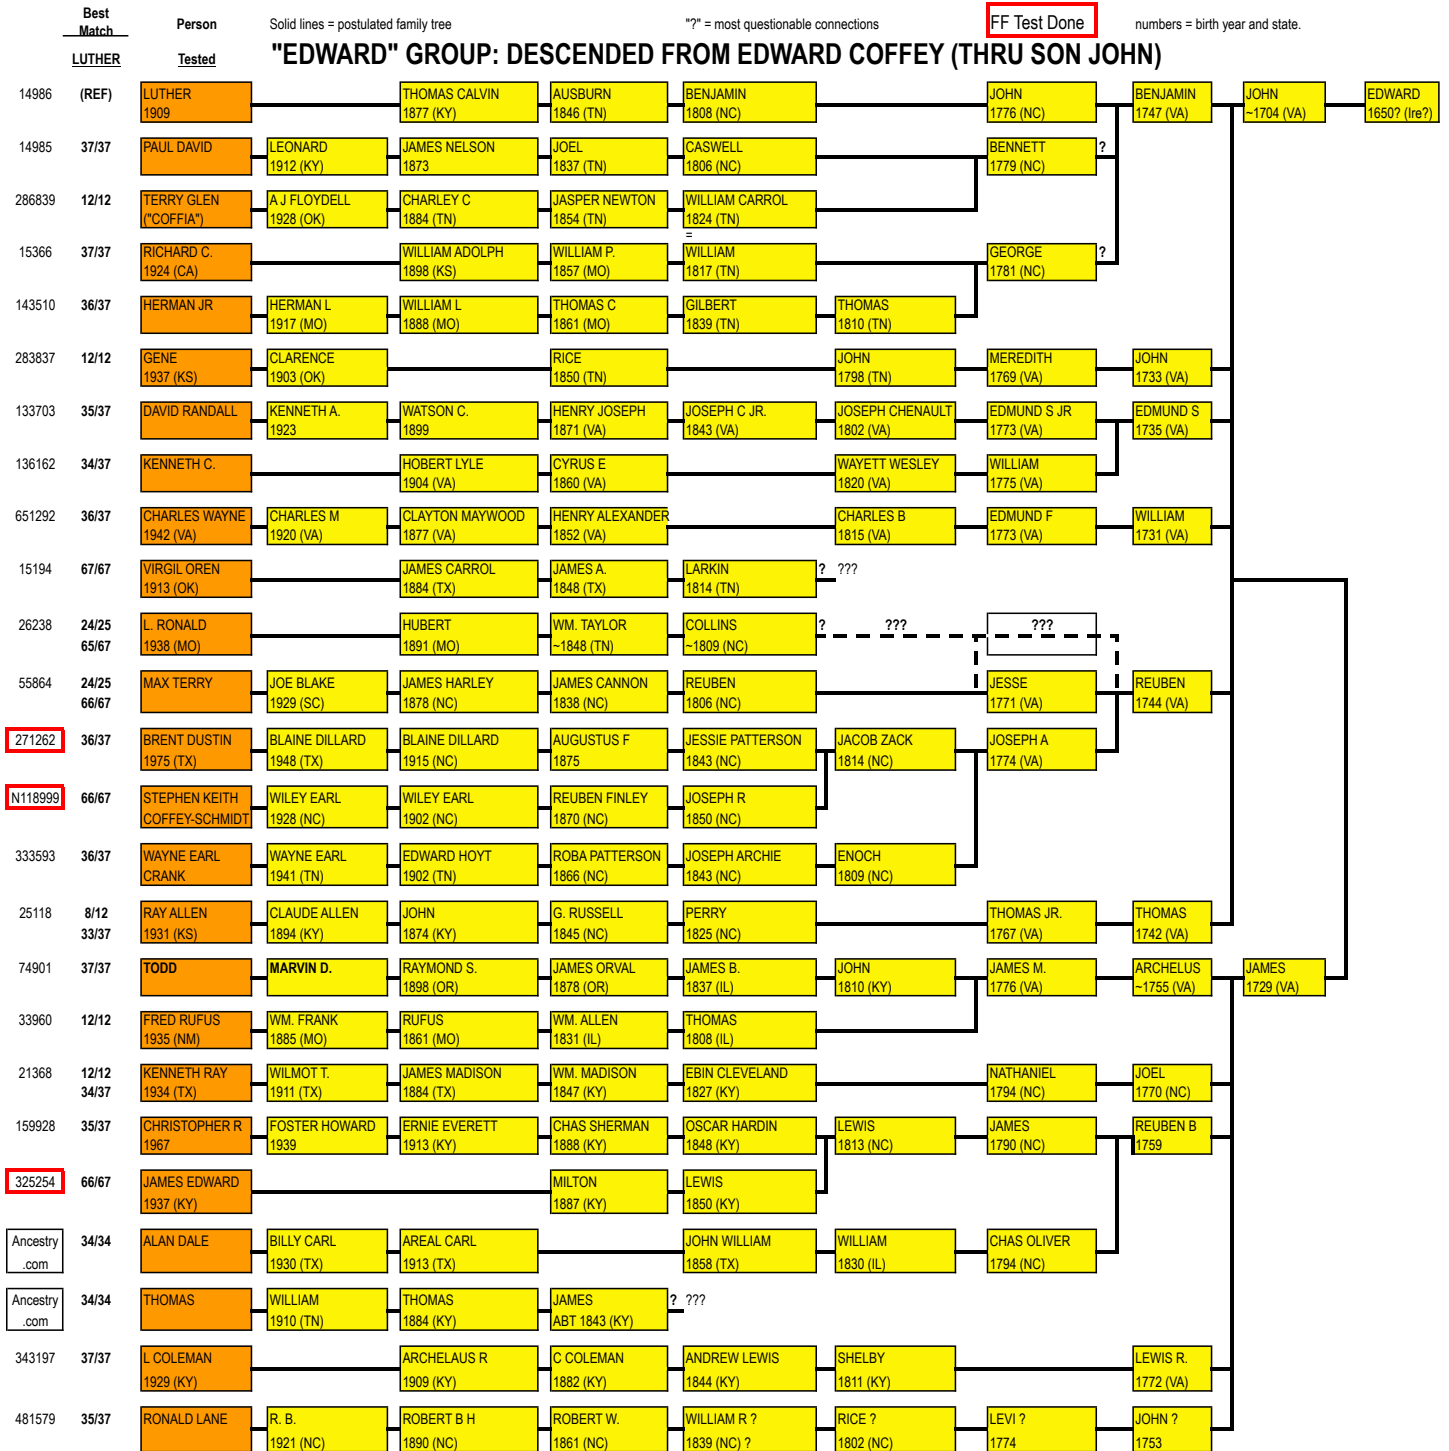 Best
Match
Person
Solid lines = postulated family tree
"?" = most questionable connections
FF Test Done
numbers = birth year and state.
LUTHER
Tested
"EDWARD" GROUP: DESCENDED FROM EDWARD COFFEY (THRU SON JOHN)
14986 (REF) LUTHER THOMAS CALVIN AUSBURN BENJAMIN JOHN BENJAMIN JOHN EDWARD
1909 1877 (KY) 1846 (TN) 1808 (NC) 1776 (NC) 1747 (VA) ~1704 (VA) 1650? (Ire?)
14985 37/37 PAUL DAVID LEONARD JAMES NELSON JOEL CASWELL BENNETT ?
1912 (KY) 1873 1837 (TN) 1806 (NC) 1779 (NC)
286839 12/12 TERRY GLEN A J FLOYDELL CHARLEY C JASPER NEWTON WILLIAM CARROL
("COFFIA") 1928 (OK) 1884 (TN) 1854 (TN) 1824 (TN)
=
15366 37/37 RICHARD C. WILLIAM ADOLPH WILLIAM P. WILLIAM GEORGE ?
1924 (CA) 1898 (KS) 1857 (MO) 1817 (TN) 1781 (NC)
143510 36/37 HERMAN JR HERMAN L WILLIAM L THOMAS C GILBERT THOMAS
1917 (MO) 1888 (MO) 1861 (MO) 1839 (TN) 1810 (TN)
283837 12/12 GENE CLARENCE RICE JOHN MEREDITH JOHN
1937 (KS) 1903 (OK) 1850 (TN) 1798 (TN) 1769 (VA) 1733 (VA)
133703 35/37 DAVID RANDALL KENNETH A. WATSON C. HENRY JOSEPH JOSEPH C JR. JOSEPH CHENAULT EDMUND S JR EDMUND S
1923 1899 1871 (VA) 1843 (VA) 1802 (VA) 1773 (VA) 1735 (VA)
136162 34/37 KENNETH C. HOBERT LYLE CYRUS E WAYETT WESLEY WILLIAM
1904 (VA) 1860 (VA) 1820 (VA) 1775 (VA)
651292 36/37 CHARLES WAYNE CHARLES M CLAYTON MAYWOOD HENRY ALEXANDER CHARLES B EDMUND F WILLIAM
1942 (VA) 1920 (VA) 1877 (VA) 1852 (VA) 1815 (VA) 1773 (VA) 1731 (VA)
15194 67/67 VIRGIL OREN JAMES CARROL JAMES A. LARKIN ? ???
1913 (OK) 1884 (TX) 1848 (TX) 1814 (TN)
26238 24/25 L. RONALD HUBERT WM. TAYLOR COLLINS ? ??? ???
65/67 1938 (MO) 1891 (MO) ~1848 (TN) ~1809 (NC)
55864 24/25 MAX TERRY JOE BLAKE JAMES HARLEY JAMES CANNON REUBEN JESSE REUBEN
66/67 1929 (SC) 1878 (NC) 1838 (NC) 1806 (NC) 1771 (VA) 1744 (VA)
271262 36/37 BRENT DUSTIN BLAINE DILLARD BLAINE DILLARD AUGUSTUS F JESSIE PATTERSON JACOB ZACK JOSEPH A
1975 (TX) 1948 (TX) 1915 (NC) 1875 1843 (NC) 1814 (NC) 1774 (VA)
N118999 66/67 STEPHEN KEITH WILEY EARL WILEY EARL REUBEN FINLEY JOSEPH R
COFFEY-SCHMIDT 1928 (NC) 1902 (NC) 1870 (NC) 1850 (NC)
333593 36/37 WAYNE EARL WAYNE EARL EDWARD HOYT ROBA PATTERSON JOSEPH ARCHIE ENOCH
CRANK 1941 (TN) 1902 (TN) 1866 (NC) 1843 (NC) 1809 (NC)
25118 8/12 RAY ALLEN CLAUDE ALLEN JOHN G. RUSSELL PERRY THOMAS JR. THOMAS
33/37 1931 (KS) 1894 (KY) 1874 (KY) 1845 (NC) 1825 (NC) 1767 (VA) 1742 (VA)
74901 37/37 TODD MARVIN D. RAYMOND S. JAMES ORVAL JAMES B. JOHN JAMES M. ARCHELUS JAMES
1898 (OR) 1878 (OR) 1837 (IL) 1810 (KY) 1776 (VA) ~1755 (VA) 1729 (VA)
33960 12/12 FRED RUFUS WM. FRANK RUFUS WM. ALLEN THOMAS
1935 (NM) 1885 (MO) 1861 (MO) 1831 (IL) 1808 (IL)
21368 12/12 KENNETH RAY WILMOT T. JAMES MADISON WM. MADISON EBIN CLEVELAND NATHANIEL JOEL
34/37 1934 (TX) 1911 (TX) 1884 (TX) 1847 (KY) 1827 (KY) 1794 (NC) 1770 (NC)
159928 35/37 CHRISTOPHER R FOSTER HOWARD ERNIE EVERETT CHAS SHERMAN OSCAR HARDIN LEWIS JAMES REUBEN B
1967 1939 1913 (KY) 1888 (KY) 1848 (KY) 1813 (NC) 1790 (NC) 1759
325254 66/67 JAMES EDWARD MILTON LEWIS
1937 (KY) 1887 (KY) 1850 (KY)
Ancestry 34/34 ALAN DALE BILLY CARL AREAL CARL JOHN WILLIAM WILLIAM CHAS OLIVER
.com 1930 (TX) 1913 (TX) 1858 (TX) 1830 (IL) 1794 (NC)
Ancestry 34/34 THOMAS WILLIAM THOMAS JAMES ? ???
.com 1910 (TN) 1884 (KY) ABT 1843 (KY)
343197 37/37 L COLEMAN ARCHELAUS R C COLEMAN ANDREW LEWIS SHELBY LEWIS R.
1929 (KY) 1909 (KY) 1882 (KY) 1844 (KY) 1811 (KY) 1772 (VA)
481579 35/37 RONALD LANE R. B. ROBERT B H ROBERT W. WILLIAM R ? RICE ? LEVI ? JOHN ?
1921 (NC) 1890 (NC) 1861 (NC) 1839 (NC) ? 1802 (NC) 1774 1753